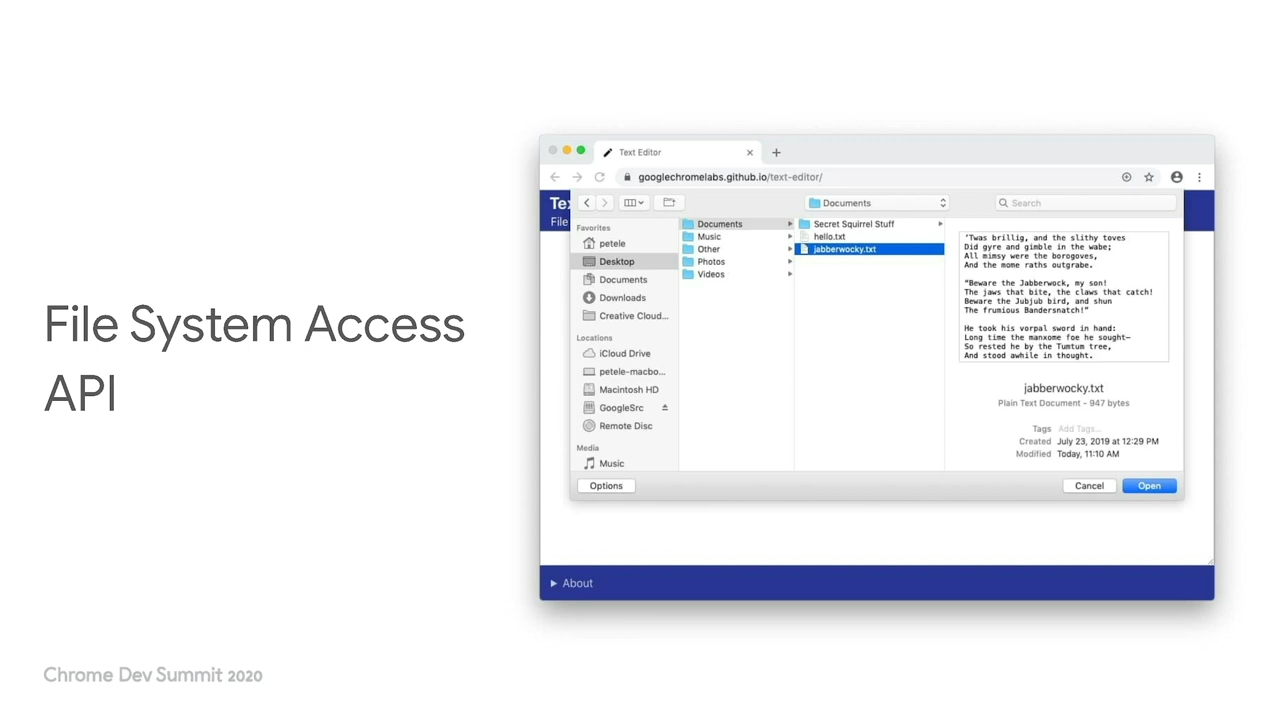 File System Access
API
Chrome Dev Summit 2020
Text Editor
googlechromelabs.github.io/text-editor/
Tex
File
Documents
Search
Favorites
petele
Desktop
Documents
Downloads
Creative Cloud...
Locations
iCloud Drive
petele-macbo...
Macintosh HD
GoogleSrc
Remote Disc
Media
Music
Documents
Music
Other
Photos
Videos
Secret Squirrel Stuff
hello.txt
jabberwocky.txt
'Twas brillig, and the slithy toves
Did gyre and gimble in the wabe;
All mimsy were the borogoves,
And the mome raths outgrabe.
"Beware the Jabberwock, my son!
The jaws that bite, the claws that catch!
Beware the Jubjub bird, and shun
The frumious Bandersnatch!"
He took his vorpal sword in hand:
Long time the manxome foe he sought—
So rested he by the Tumtum tree,
And stood awhile in thought.
jabberwocky.txt
Plain Text Document - 947 bytes
Tags Add Tags...
Created July 23, 2019 at 12:29 PM
Modified Today, 11:10 AM
Options
Cancel
Open
About